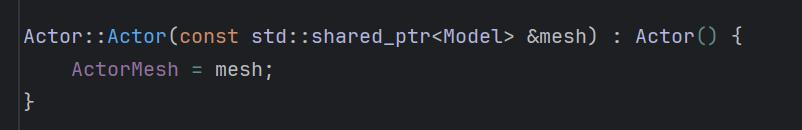 Actor::Actor(const std::shared_ptr<Model> &mesh) : Actor() {
    ActorMesh = mesh;
}